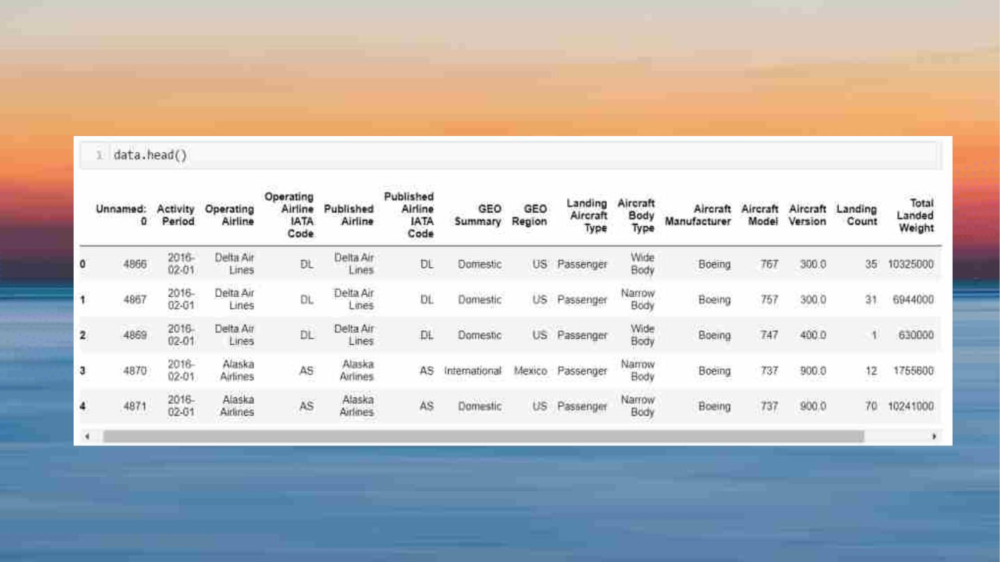 1 data.head()
Unnamed: 0 Activity Period Operating Airline Operating Airline IATA Code Published Airline Published Airline IATA Code GEO Summary GEO Region Landing Aircraft Type Aircraft Body Type Aircraft Manufacturer Aircraft Model Aircraft Version Landing Count Total Landed Weight
0 4866 2016-02-01 Delta Air Lines DL Delta Air Lines DL Domestic US Passenger Wide Body Boeing 767 300.0 35 10325000
1 4867 2016-02-01 Delta Air Lines DL Delta Air Lines DL Domestic US Passenger Narrow Body Boeing 757 300.0 31 6944000
2 4869 2016-02-01 Delta Air Lines DL Delta Air Lines DL Domestic US Passenger Wide Body Boeing 747 400.0 1 630000
3 4870 2016-02-01 Alaska Airlines AS Alaska Airlines AS International Mexico Passenger Narrow Body Boeing 737 900.0 12 1755600
4 4871 2016-02-01 Alaska Airlines AS Alaska Airlines AS Domestic US Passenger Narrow Body Boeing 737 900.0 70 10241000